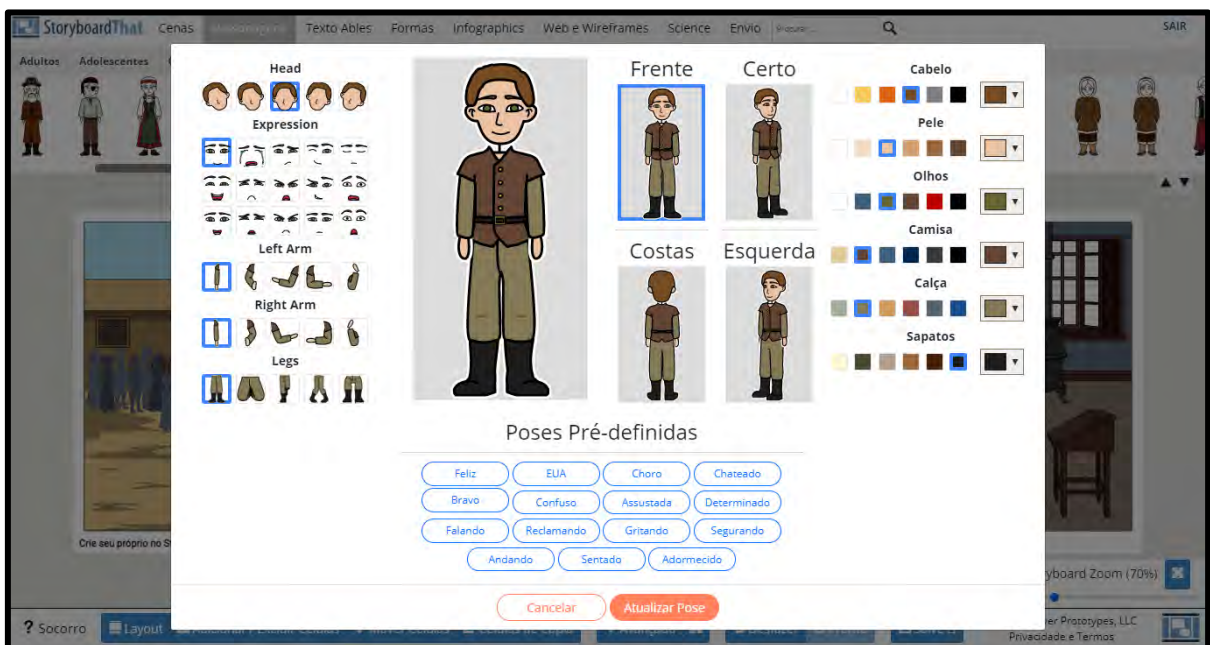 StoryboardThat Cenas Personagens Texto Ables Formas Infographics Web e Wireframes Science Envio SAIR
Adultos Adolescentes
Head
Expression
Left Arm
Right Arm
Legs
Frente Certo
Costas Esquerda
Cabelo
Pele
Olhos
Camisa
Calça
Sapatos
Poses Pré-definidas
Feliz EUA Choro Chateado
Bravo Confuso Assustada Determinado
Falando Reclamando Gritando Segurando
Andando Sentado Adormecido
Cancelar Atualizar Pose
Crie seu próprio no S
yboard Zoom (70%)
? Socorro Layout
er Prototypes, LLC
Privacidade e Termos